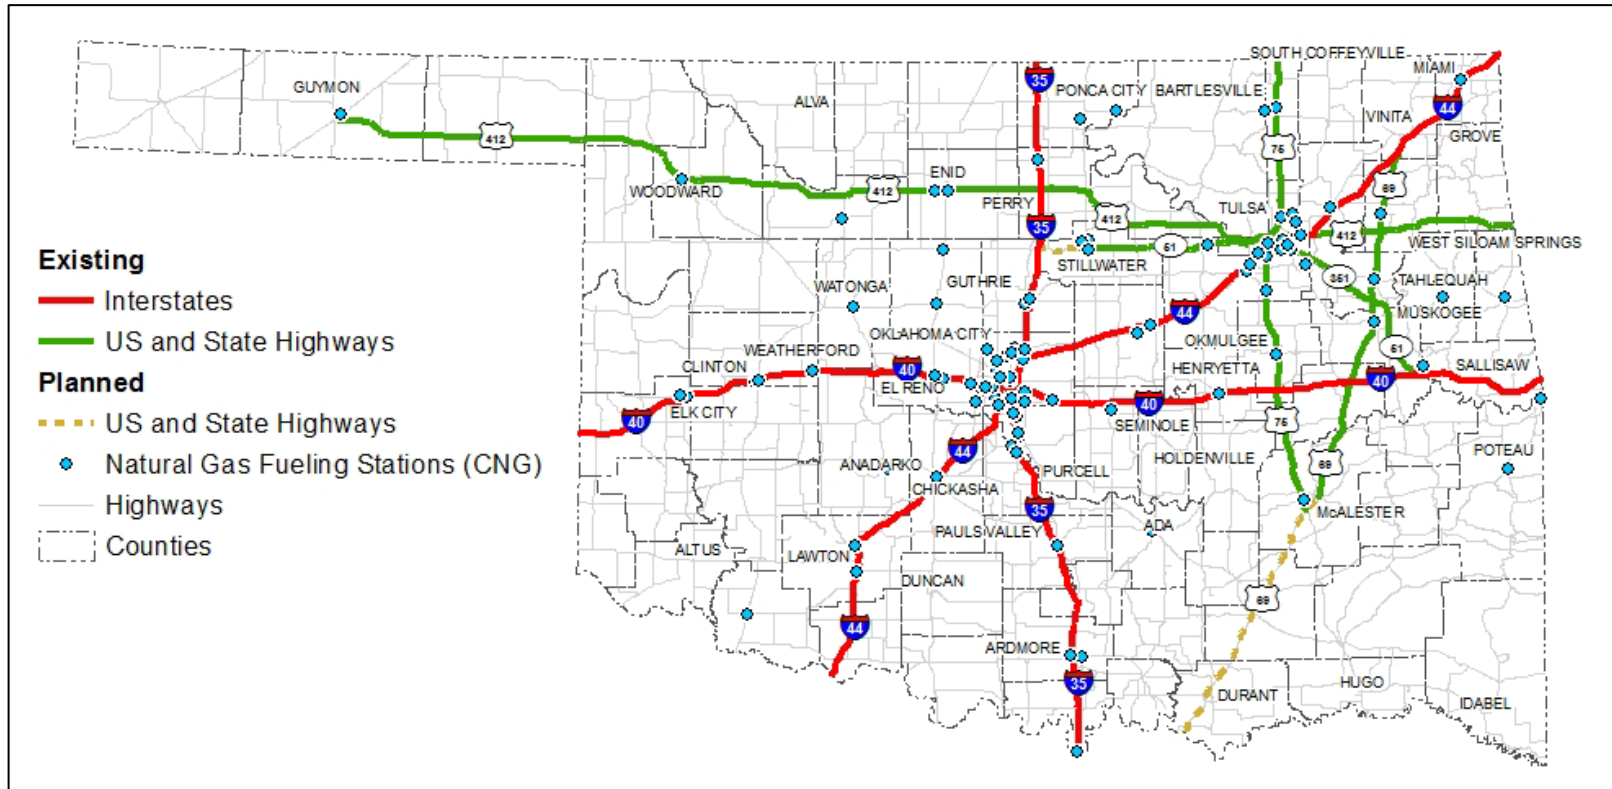 SOUTH COFFEYVILLE
MIAMI
35
GUYMON
PONCA CITY
BARTLESVILLE
ALVA
44
VINITA
GROVE
412
75
ENID
69
WOODWARD
412
PERRY
TULSA
412
35
412
51
WEST SILOAM SPRINGS
Existing
STILLWATER
351
TAHLEQUAH
Interstates
WATONGA
GUTHRIE
MUSKOGEE
44
US and State Highways
OKLAHOMA CITY
OKMULGEE
51
WEATHERFORD
CLINTON
40
HENRYETTA
SALLISAW
Planned
EL RENO
40
40
ELK CITY
40
SEMINOLE
75
US and State Highways
44
HOLDENVILLE
POTEAU
Natural Gas Fueling Stations (CNG)
ANADARKO
PURCELL
69
CHICKASHA
Highways
35
McALESTER
PAULS VALLEY
ADA
Counties
ALTUS
LAWTON
DUNCAN
69
44
ARDMORE
35
DURANT
HUGO
IDABEL